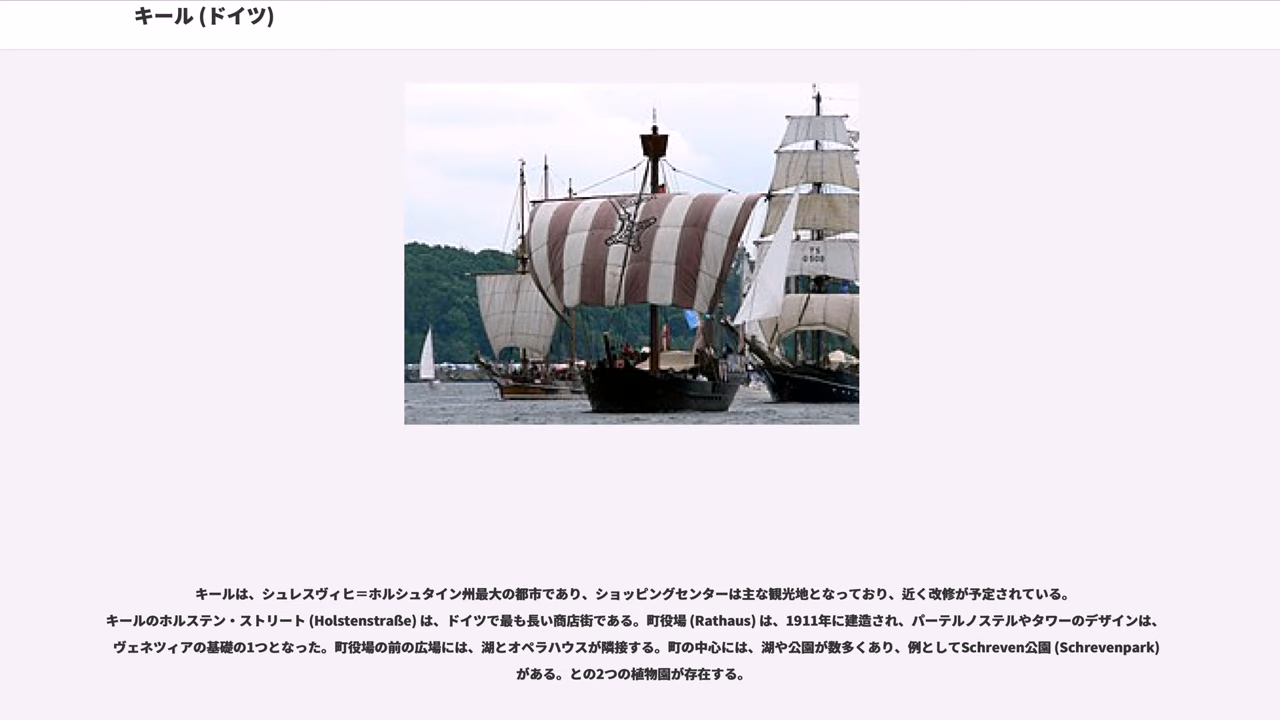 キール (ドイツ)
TS
0509
キールは、シュレスヴィヒ＝ホルシュタイン州最大の都市であり、ショッピングセンターは主な観光地となっており、近く改修が予定されている。
キールのホルステン・ストリート (Holstenstraße) は、ドイツで最も長い商店街である。町役場 (Rathaus) は、1911年に建造され、パーテルノステルやタワーのデザインは、
ヴェネツィアの基礎の1つとなった。町役場の前の広場には、湖とオペラハウスが隣接する。町の中心には、湖や公園が数多くあり、例としてSchreven公園 (Schrevenpark)
がある。との2つの植物園が存在する。